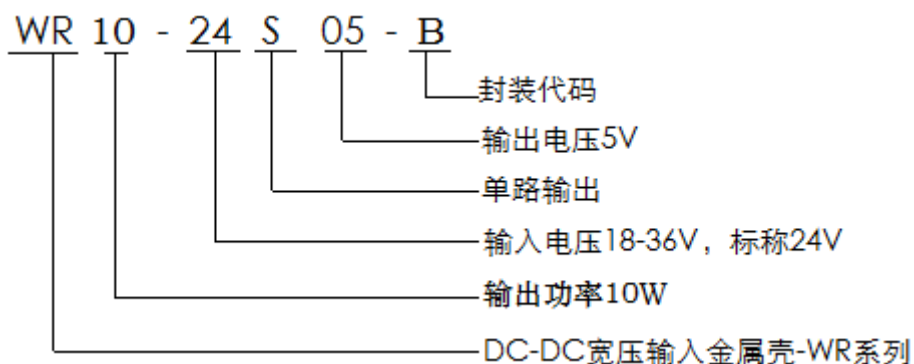 WR 10 - 24 S 05 - B
封装代码
输出电压5V
单路输出
输入电压18-36V，标称24V
输出功率10W
DC-DC宽压输入金属壳-WR系列